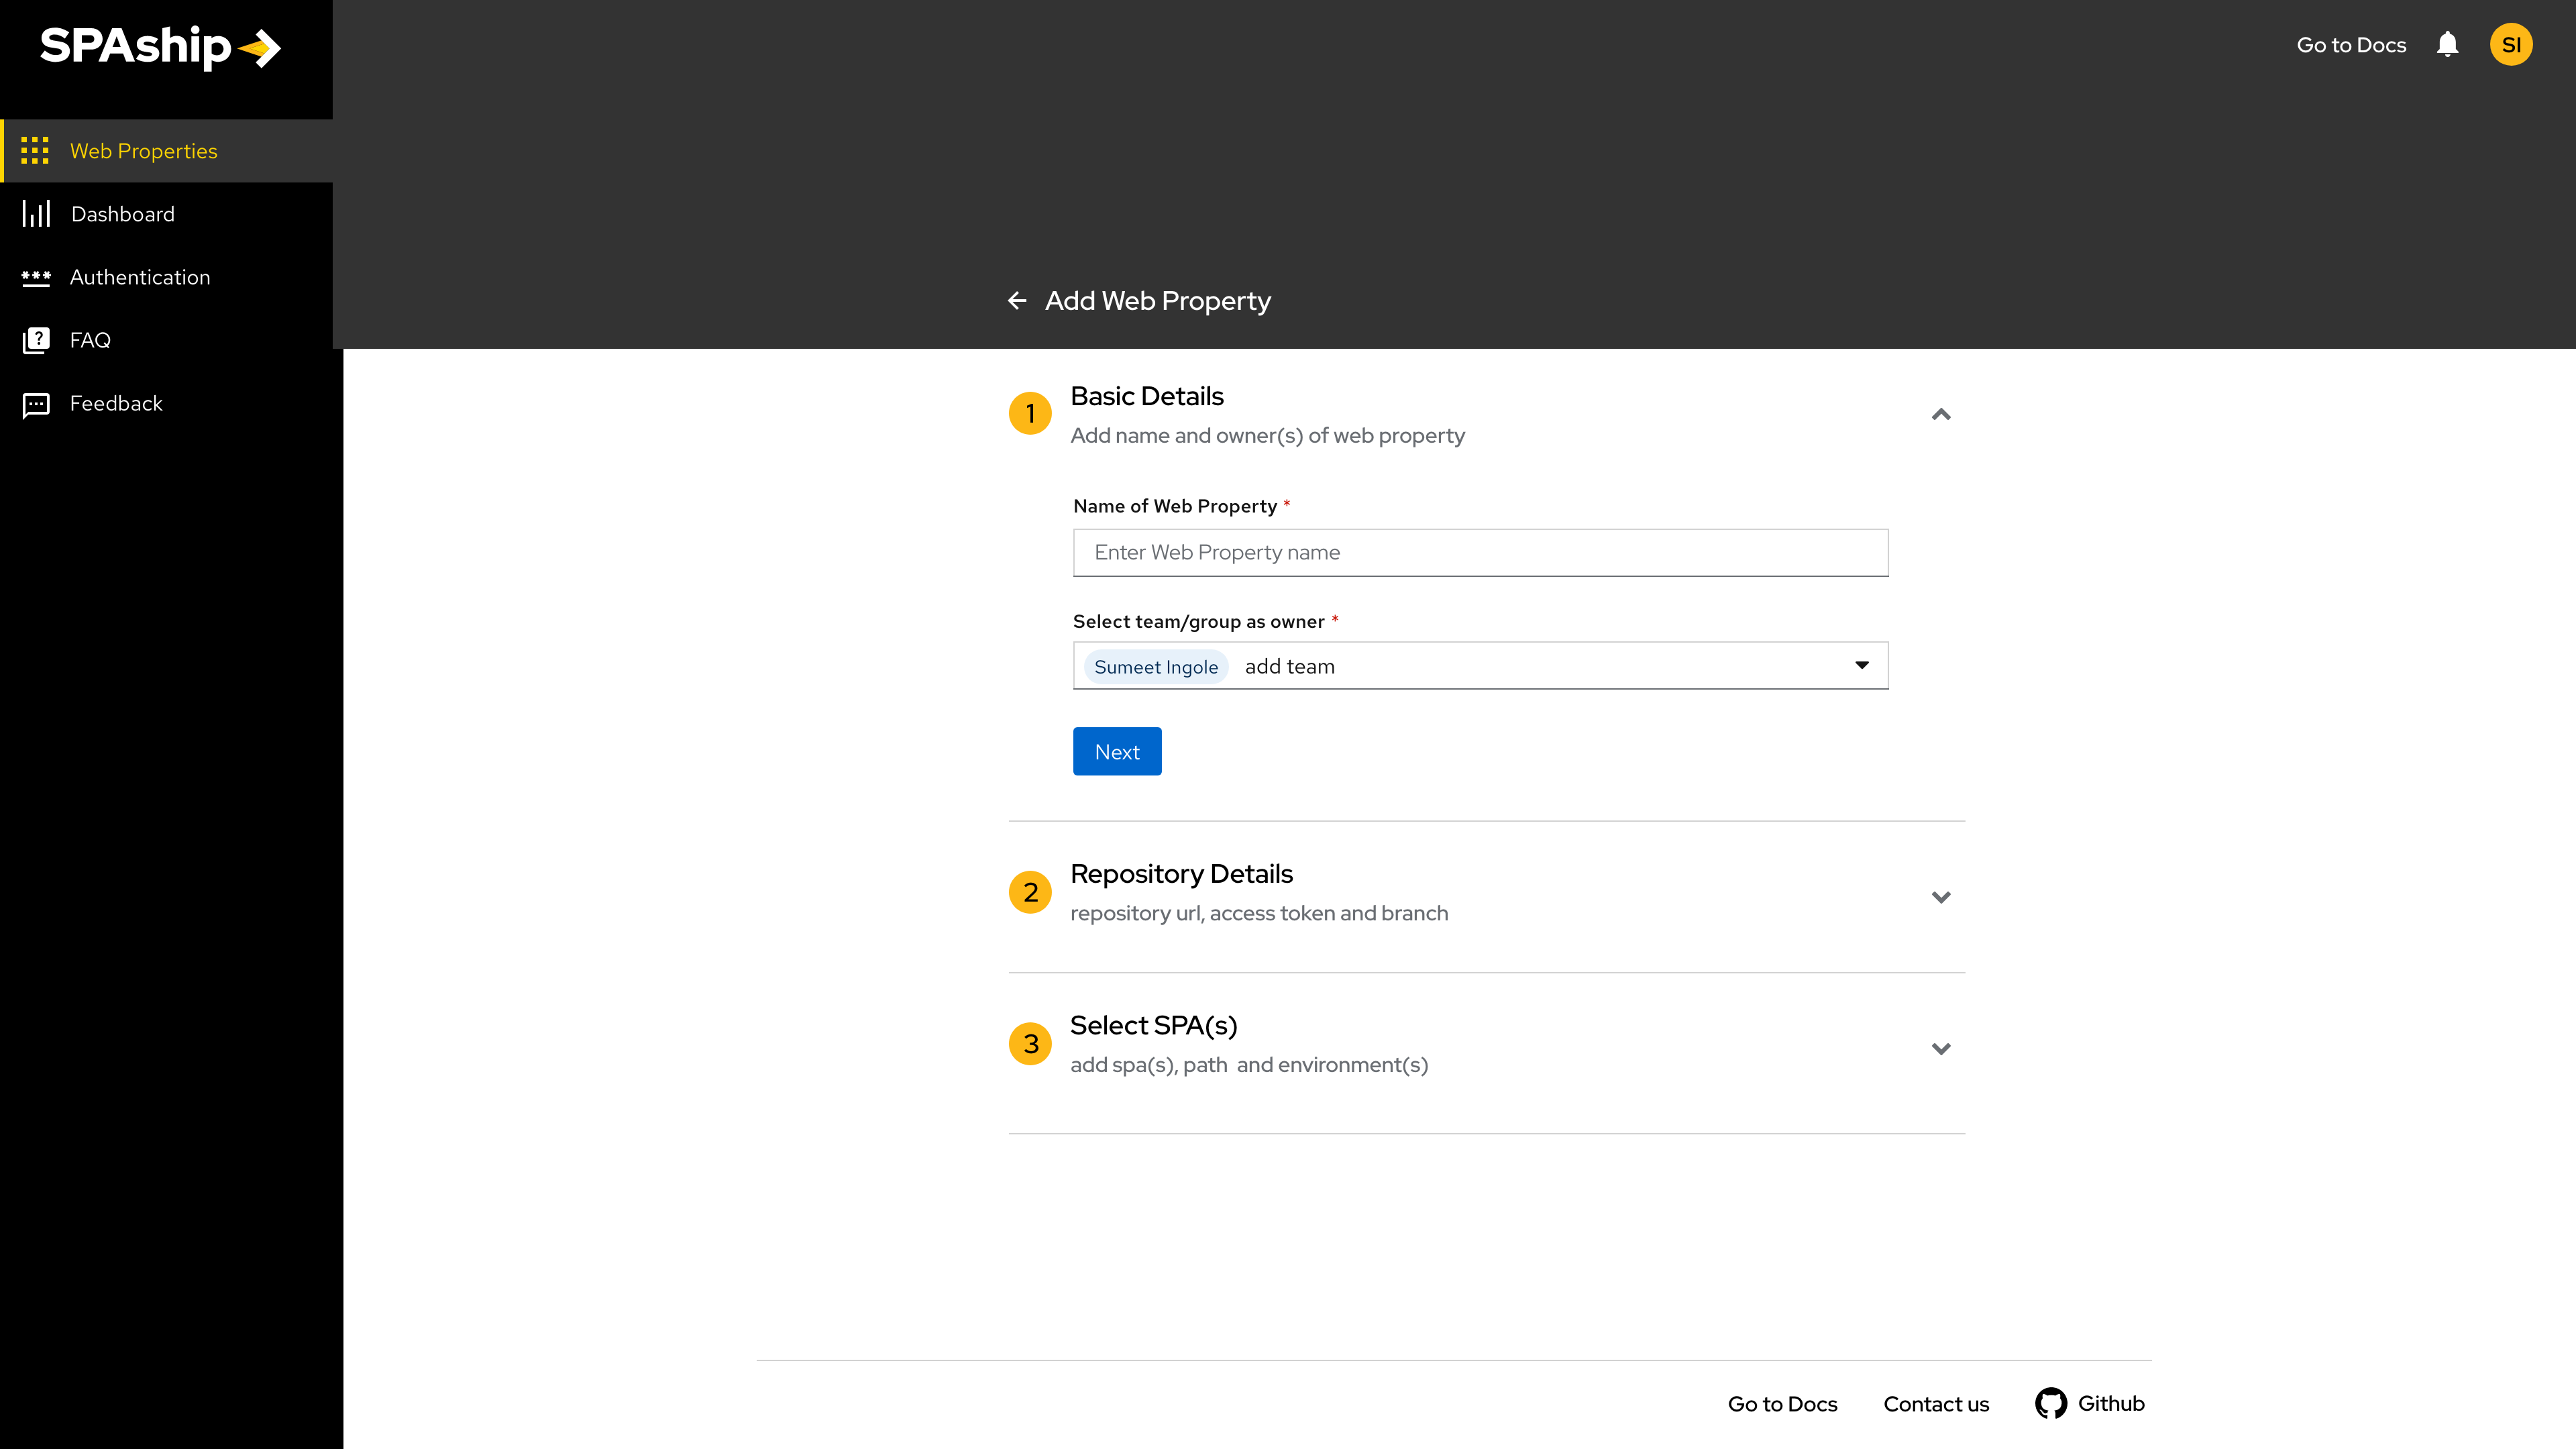 SPAship
Go to Docs
SI
Web Properties
Dashboard
Authentication
FAQ
Feedback
Add Web Property
1
Basic Details
Add name and owner(s) of web property
Name of Web Property *
Enter Web Property name
Select team/group as owner *
Sumeet Ingole add team
Next
2
Repository Details
repository url, access token and branch
3
Select SPA(s)
add spa(s), path and environment(s)
Go to Docs
Contact us
Github